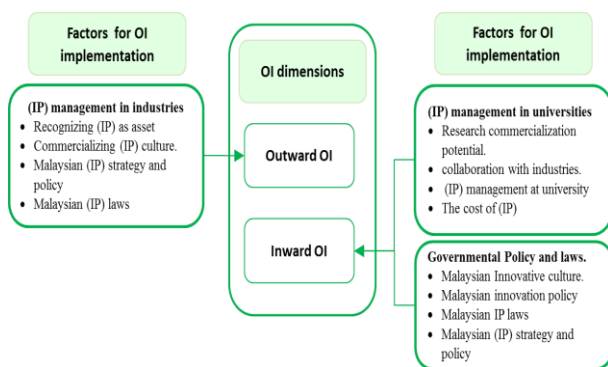 Factors for OI
implementation
(IP) management in industries
• Recognizing (IP) as asset
• Commercializing (IP) culture.
• Malaysian (IP) strategy and
policy
• Malaysian (IP) laws
OI dimensions
Outward OI
Inward OI
Factors for OI
implementation
(IP) management in universities
• Research commercialization
potential.
• collaboration with industries.
• (IP) management at university
• The cost of (IP)
Governmental Policy and laws.
• Malaysian Innovative culture.
• Malaysian innovation policy
• Malaysian IP laws
• Malaysian (IP) strategy and
policy